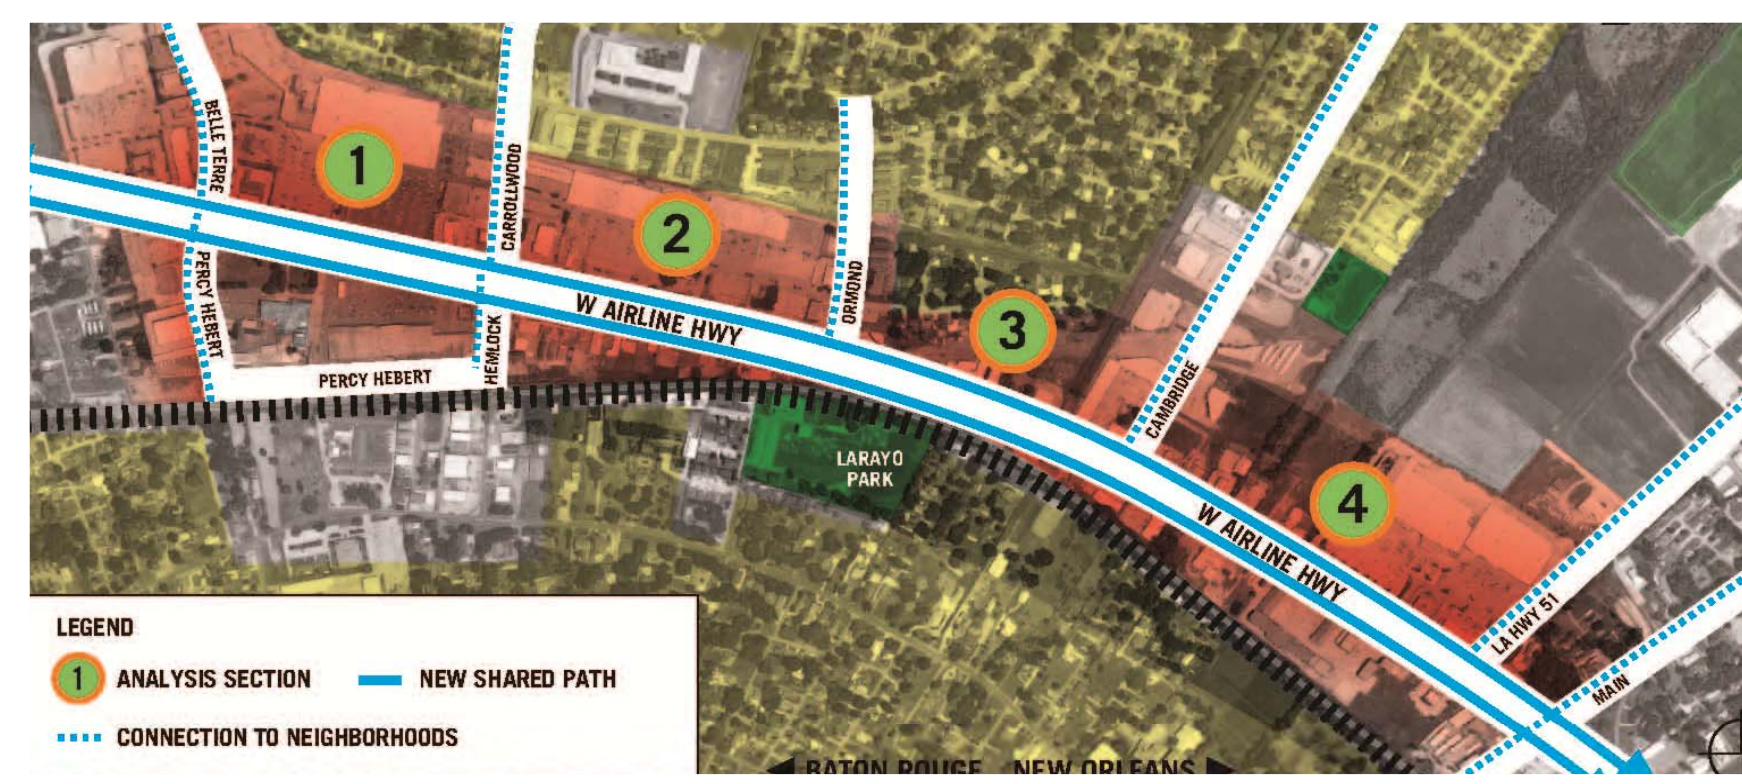 BELLE TERRE
1
CARROLLWOOD
2
ORMOND
3
PERCY HEBERT
HEMLOCK
W AIRLINE HWY
PERCY HEBERT
CAMBRIDGE
LARAYO
PARK
4
W AIRLINE HWY
LA HWY 51
MAIN
LEGEND
1 ANALYSIS SECTION NEW SHARED PATH
CONNECTION TO NEIGHBORHOODS
BATON ROUGE NEW ORLEANS